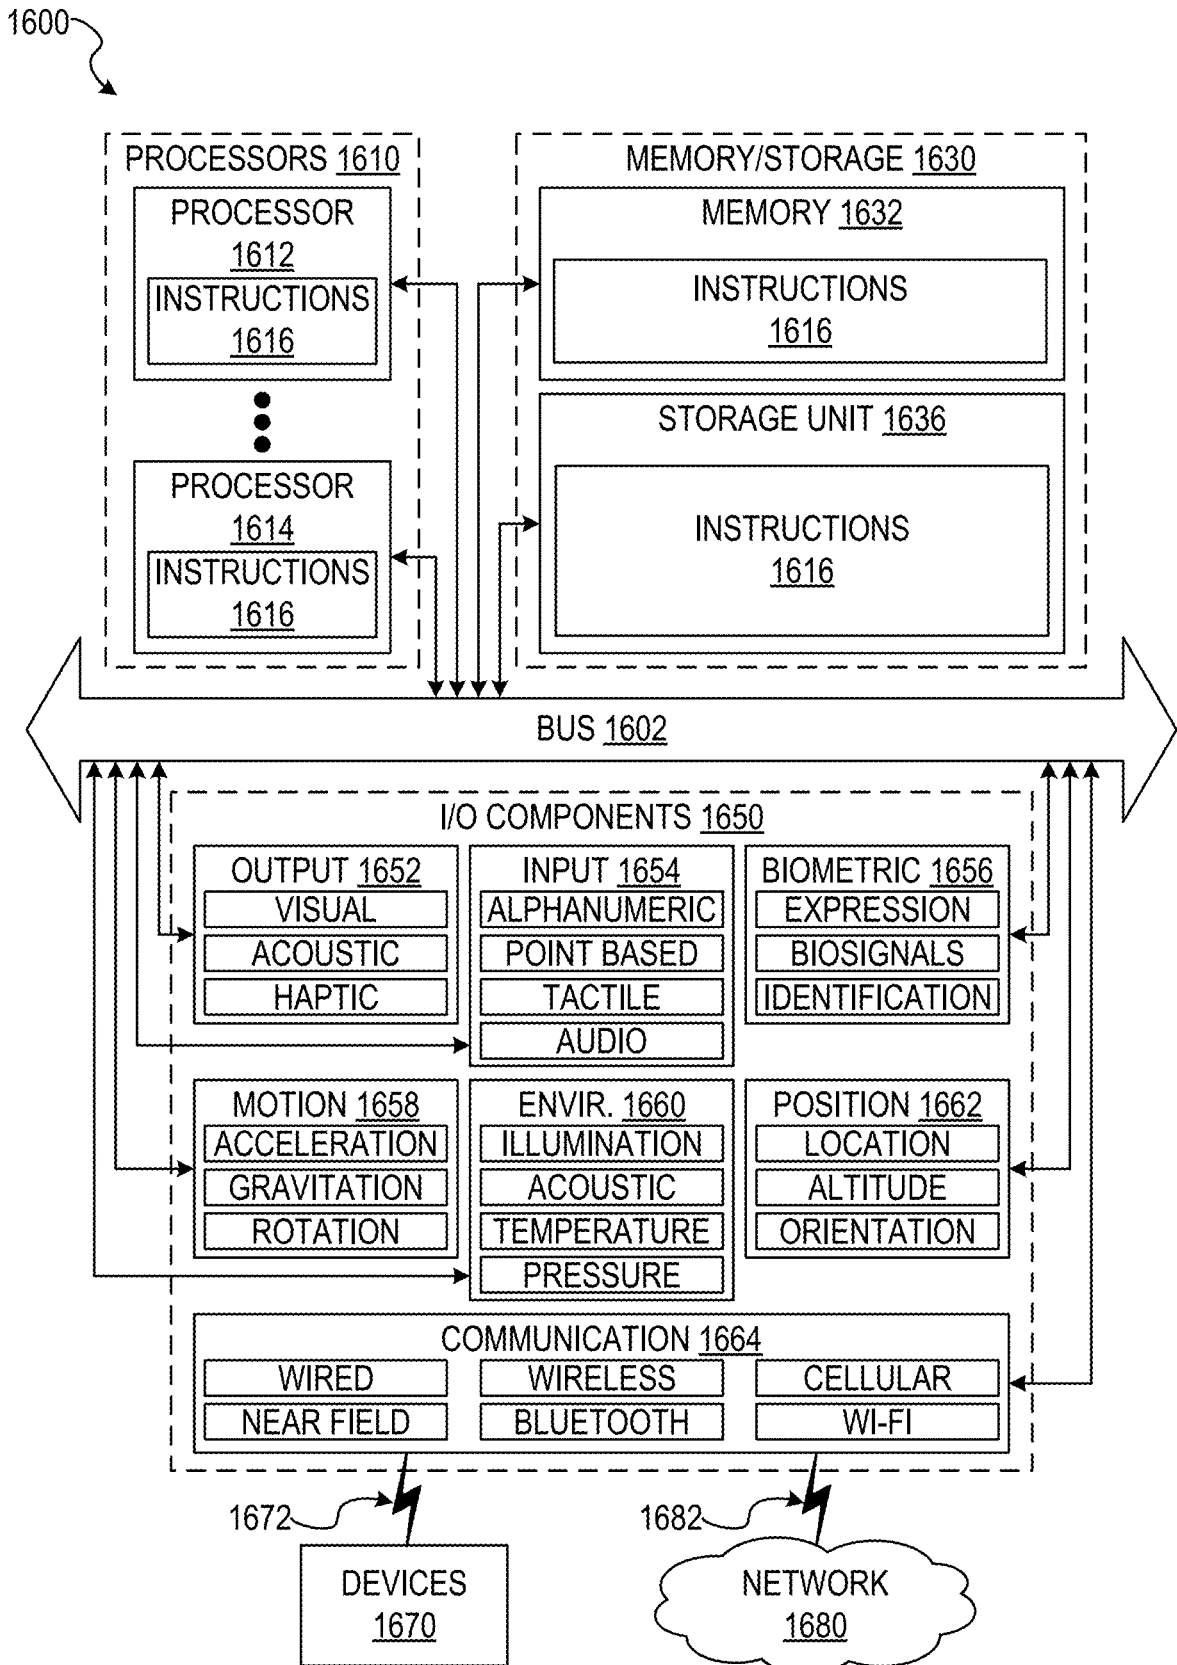 1600
PROCESSORS 1610
PROCESSOR
1612
INSTRUCTIONS
1616
PROCESSOR
1614
INSTRUCTIONS
1616
MEMORY/STORAGE 1630
MEMORY 1632
INSTRUCTIONS
1616
STORAGE UNIT 1636
INSTRUCTIONS
1616
BUS 1602
I/O COMPONENTS 1650
OUTPUT 1652
VISUAL
ACOUSTIC
HAPTIC
INPUT 1654
ALPHANUMERIC
POINT BASED
TACTILE
AUDIO
BIOMETRIC 1656
EXPRESSION
BIOSIGNALS
IDENTIFICATION
MOTION 1658
ACCELERATION
GRAVITATION
ROTATION
ENVIR. 1660
ILLUMINATION
ACOUSTIC
TEMPERATURE
PRESSURE
POSITION 1662
LOCATION
ALTITUDE
ORIENTATION
COMMUNICATION 1664
WIRED
WIRELESS
CELLULAR
NEAR FIELD
BLUETOOTH
WI-FI
1672
1682
DEVICES
1670
NETWORK
1680